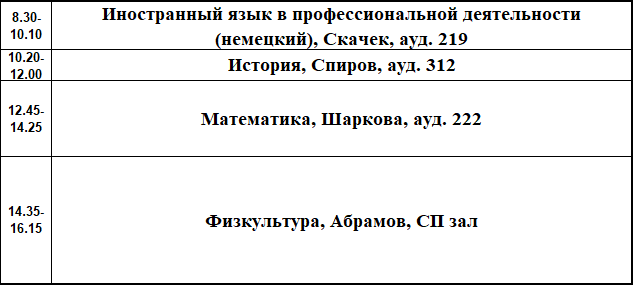 8.30-
10.10
Иностранный язык в профессиональной деятельности
(немецкий), Скачек, ауд. 219
10.20-
12.00
История, Спиров, ауд. 312
12.45-
14.25
Математика, Шаркова, ауд. 222
14.35-
16.15
Физкультура, Абрамов, СП зал